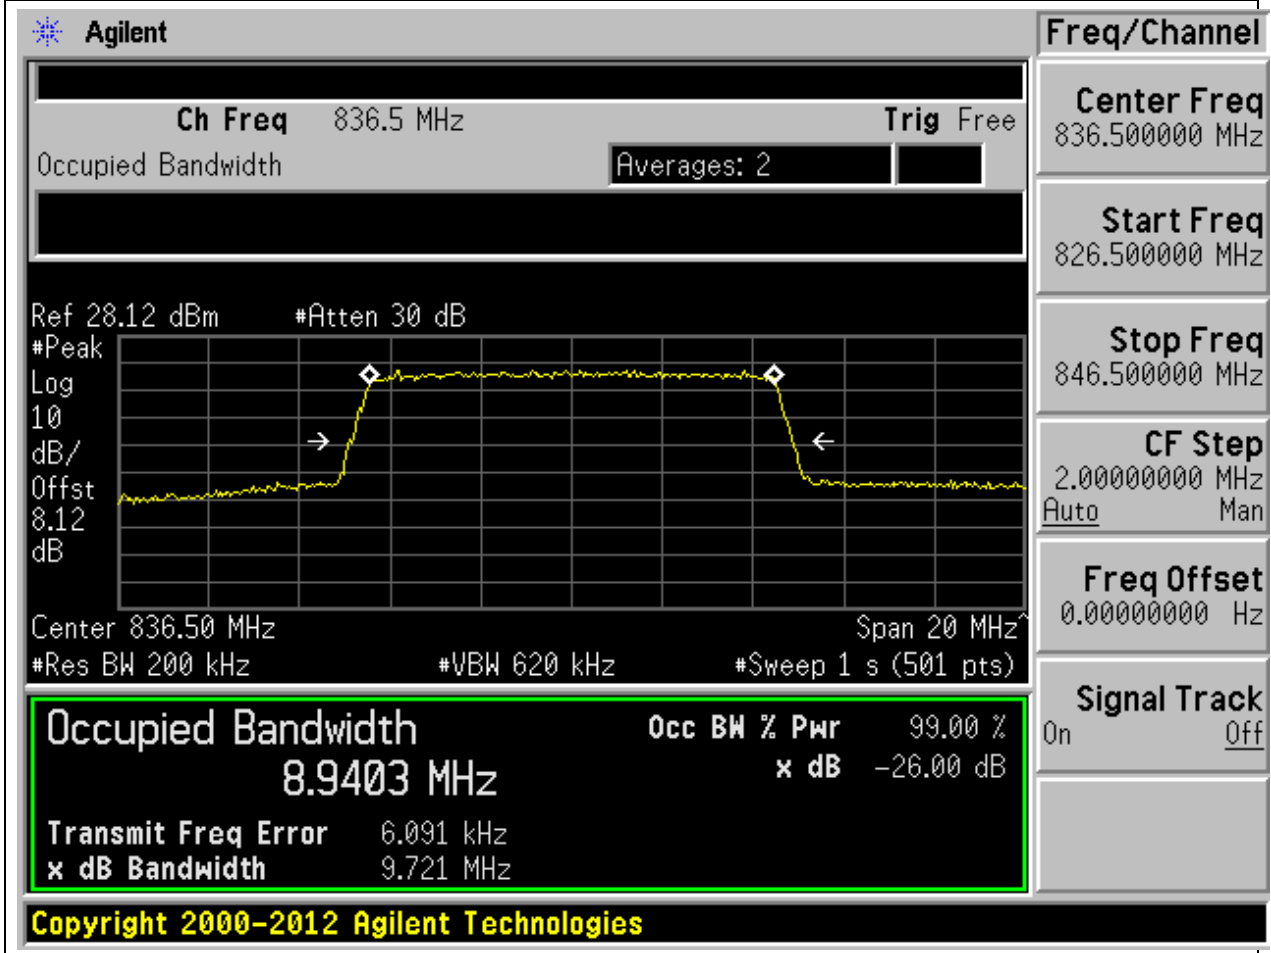 Agilent
Freq/Channel
Ch Freq 836.5 MHz Trig Free
Occupied Bandwidth Averages: 2
Ref 28.12 dBm #Atten 30 dB
#Peak
Log
10
dB/
Offst
8.12
dB
Center 836.50 MHz Span 20 MHz^
#Res BW 200 kHz #VBW 620 kHz #Sweep 1 s (501 pts)
Occupied Bandwidth
8.9403 MHz
Occ BW % Pwr 99.00 %
x dB -26.00 dB
Transmit Freq Error 6.091 kHz
x dB Bandwidth 9.721 MHz
Copyright 2000-2012 Agilent Technologies
Center Freq
836.500000 MHz
Start Freq
826.500000 MHz
Stop Freq
846.500000 MHz
CF Step
2.00000000 MHz
Auto Man
Freq Offset
0.00000000 Hz
Signal Track
On Off